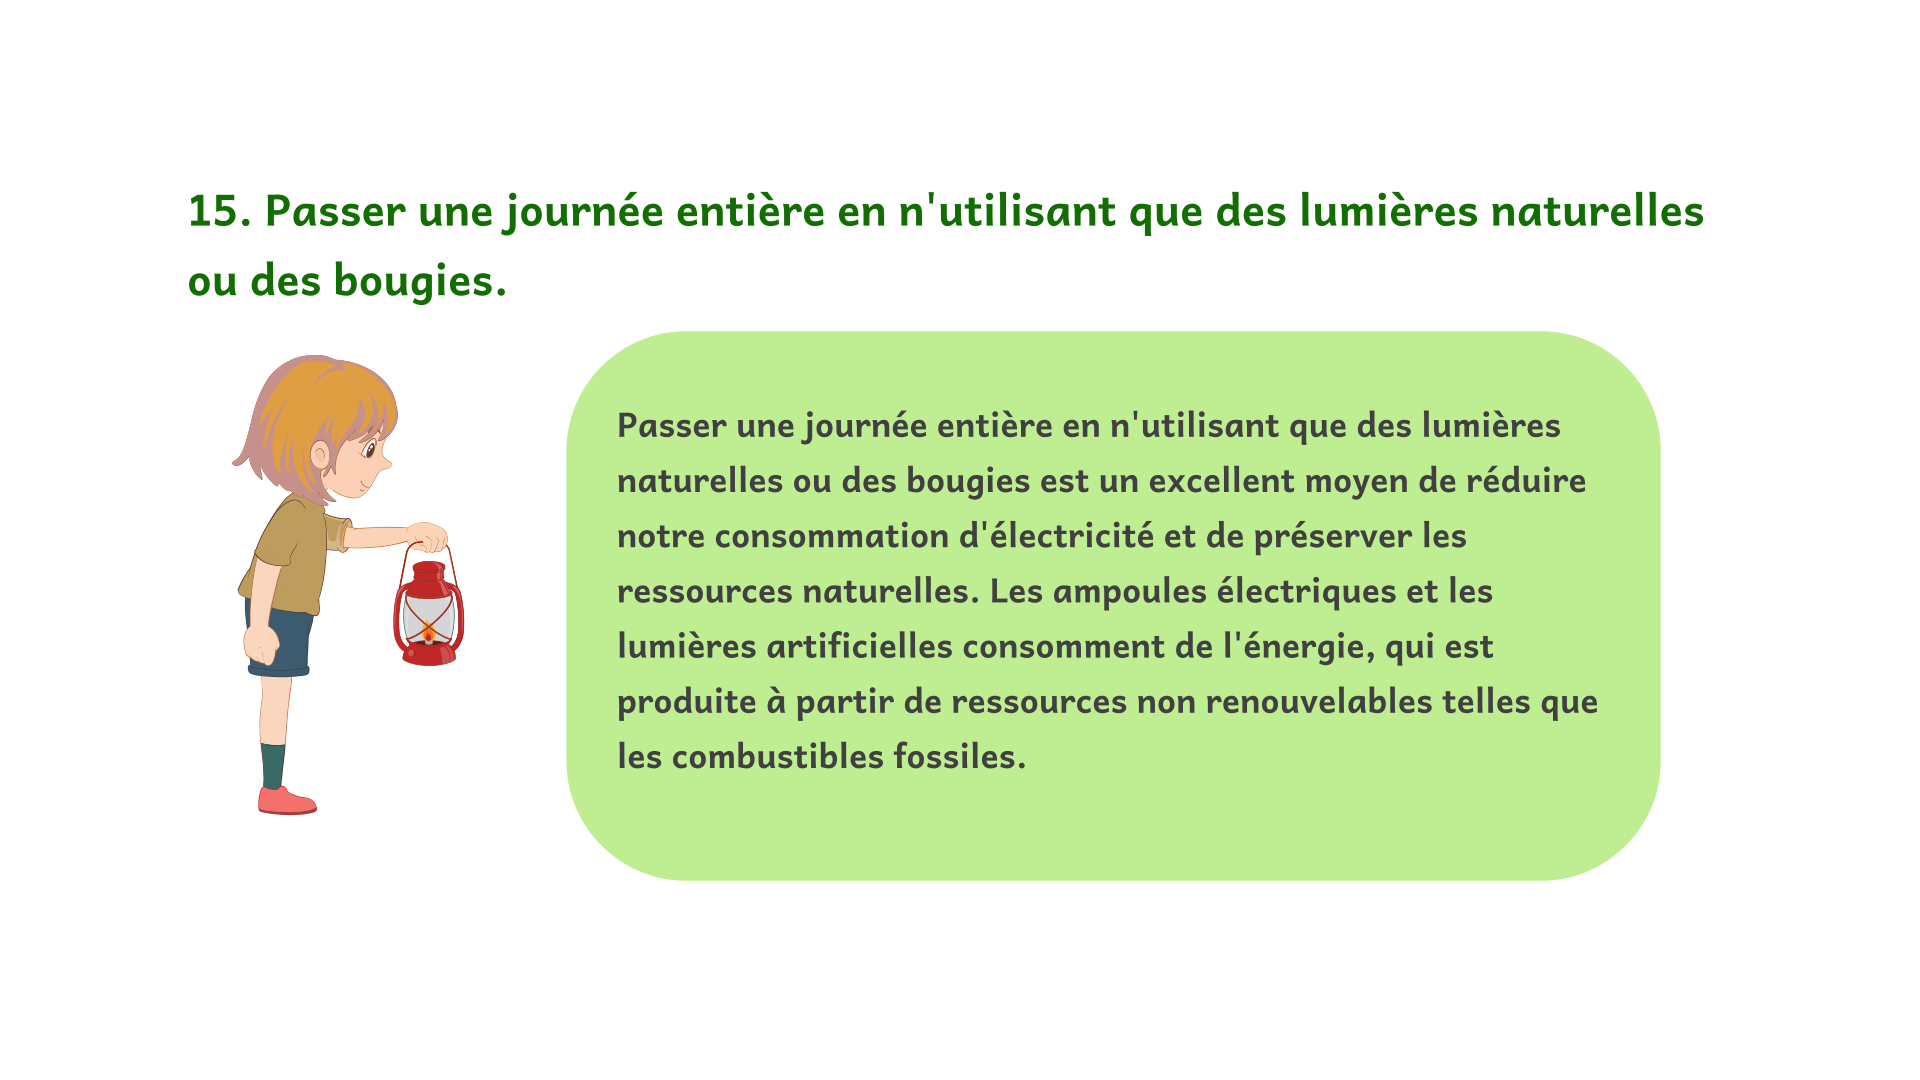 15. Passer une journée entière en n'utilisant que des lumières naturelles
ou des bougies.
Passer une journée entière en n'utilisant que des lumières
naturelles ou des bougies est un excellent moyen de réduire
notre consommation d'électricité et de préserver les
ressources naturelles. Les ampoules électriques et les
lumières artificielles consomment de l'énergie, qui est
produite à partir de ressources non renouvelables telles que
les combustibles fossiles.